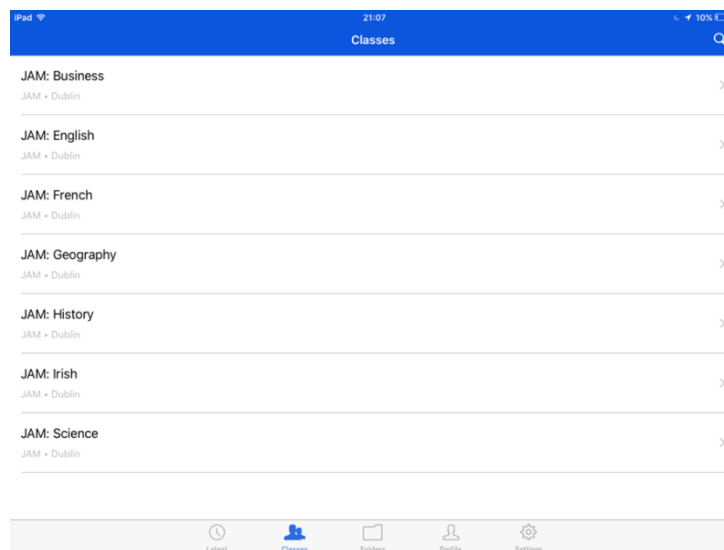 iPad 21:07 10%
Classes
JAM: Business
JAM • Dublin
JAM: English
JAM • Dublin
JAM: French
JAM • Dublin
JAM: Geography
JAM • Dublin
JAM: History
JAM • Dublin
JAM: Irish
JAM • Dublin
JAM: Science
JAM • Dublin
Latest Classes Folders Profile Settings